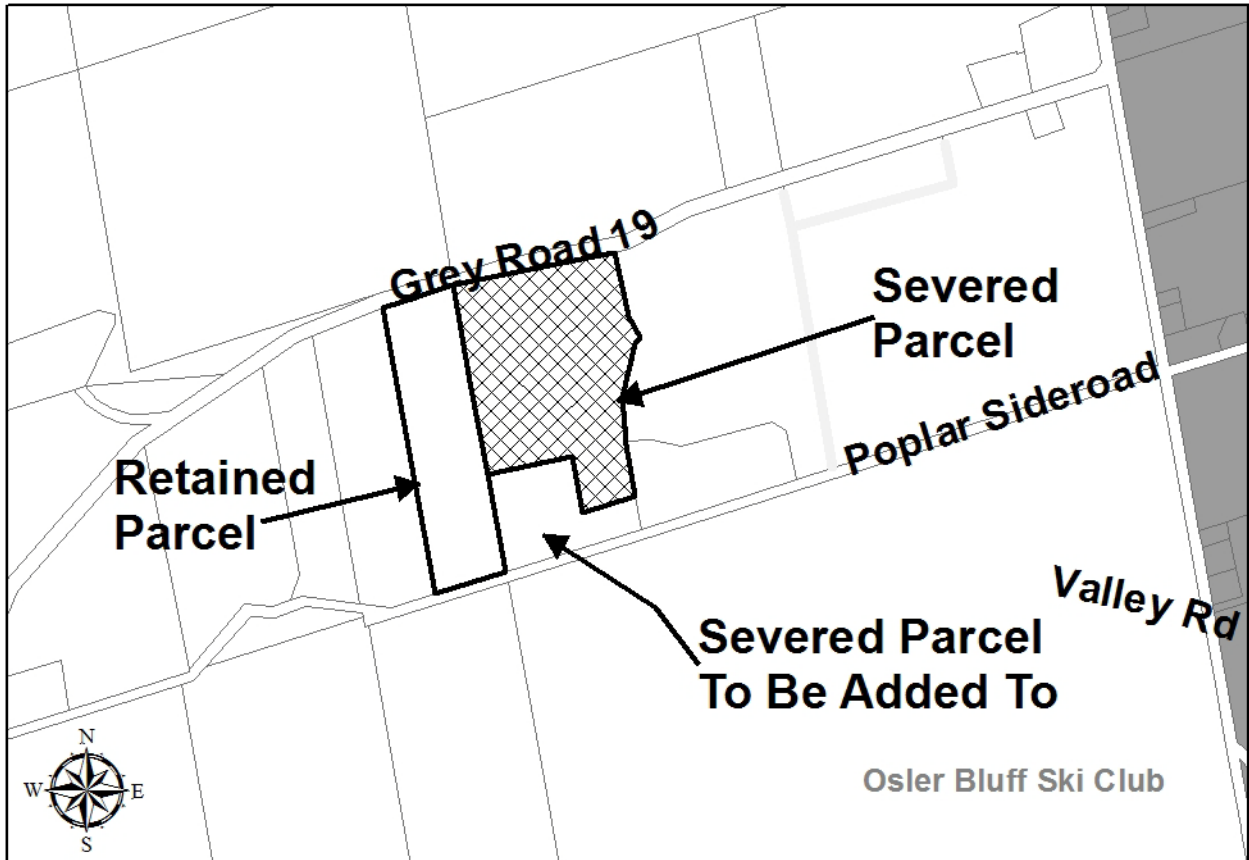 Grey Road 19
Severed
Parcel
Poplar Sideroad
Retained
Parcel
Valley Rd
Severed Parcel
To Be Added To
N
W
E
S
Osler Bluff Ski Club